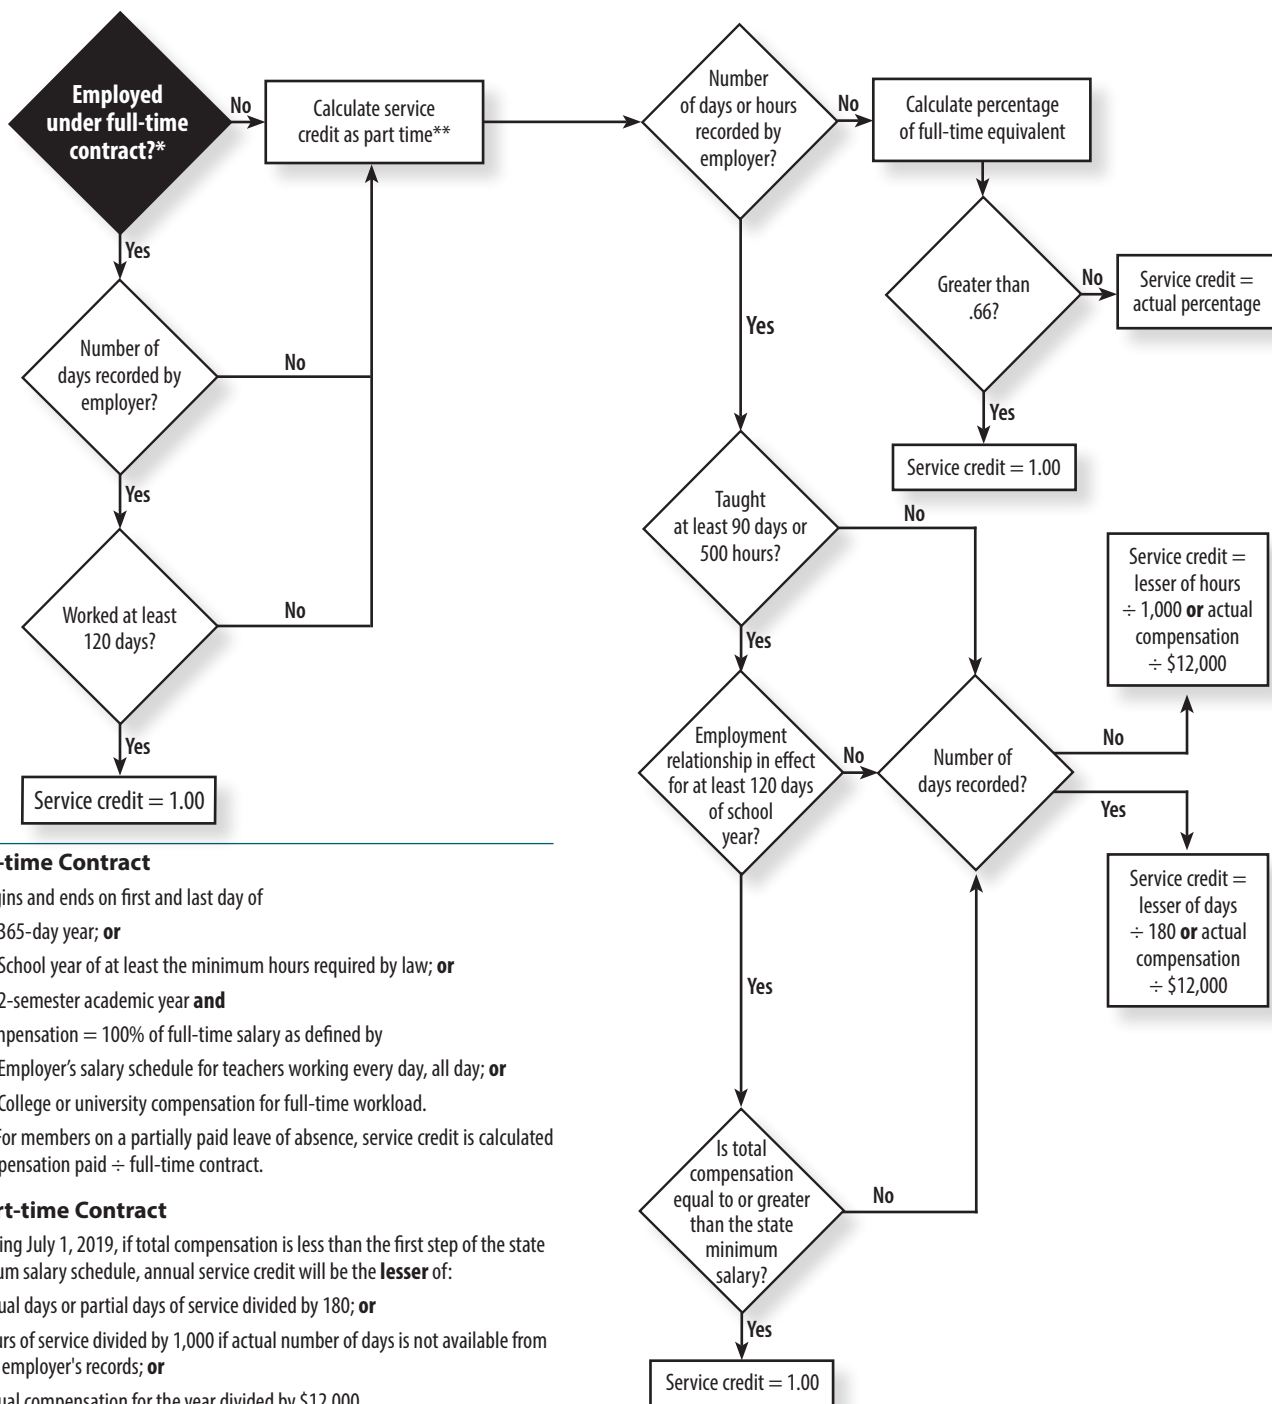 Employed
under full-time
contract?*
No
Calculate service
credit as part time**
Yes
Number of
days recorded by
employer?
No
Yes
Worked at least
120 days?
No
Yes
Service credit = 1.00
Number
of days or hours
recorded by
employer?
No
Calculate percentage
of full-time equivalent
Greater than
.66?
No
Service credit =
actual percentage
Yes
Service credit = 1.00
Yes
Taught
at least 90 days or
500 hours?
No
Yes
Employment
relationship in effect
for at least 120 days
of school
year?
No
Number of
days recorded?
No
Service credit =
lesser of hours
÷ 1,000 or actual
compensation
÷ $12,000
Yes
Service credit =
lesser of days
÷ 180 or actual
compensation
÷ $12,000
Yes
Is total
compensation
equal to or greater
than the state
minimum
salary?
No
Yes
Service credit = 1.00
-time Contract
ins and ends on first and last day of
365-day year; or
School year of at least the minimum hours required by law; or
2-semester academic year and
pensation = 100% of full-time salary as defined by
Employer's salary schedule for teachers working every day, all day; or
College or university compensation for full-time workload.
For members on a partially paid leave of absence, service credit is calculated
pensation paid ÷ full-time contract.
rt-time Contract
ing July 1, 2019, if total compensation is less than the first step of the state
um salary schedule, annual service credit will be the lesser of:
ual days or partial days of service divided by 180; or
urs of service divided by 1,000 if actual number of days is not available from
employer's records; or
ual compensation for the year divided by $12,000